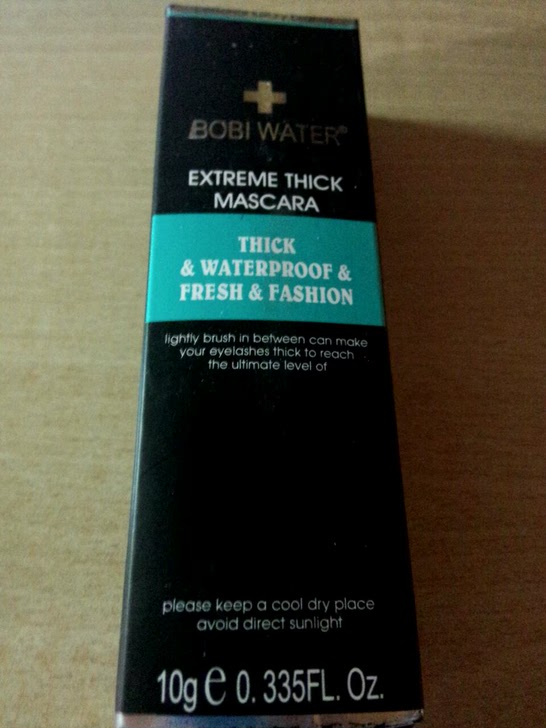 BOBI WATER®
EXTREME THICK
MASCARA
THICK
& WATERPROOF &
FRESH & FASHION
lightly brush in between can make
your eyelashes thick to reach
the ultimate level of
please keep a cool dry place
avoid direct sunlight
10g e 0. 335FL. Oz.